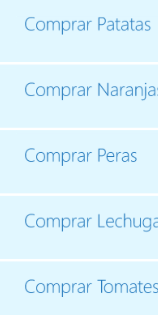 Comprar Patatas
Comprar Naranjas
Comprar Peras
Comprar Lechuga
Comprar Tomates